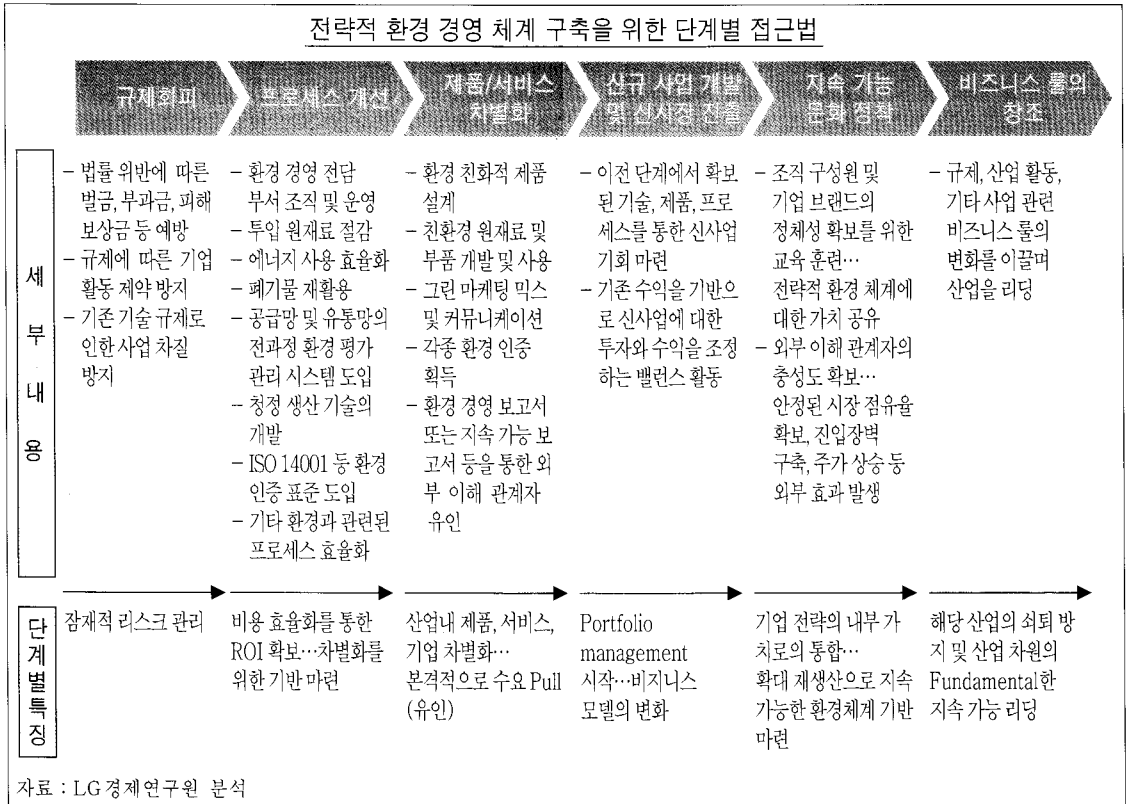 전략적 환경 경영 체계 구축을 위한 단계별 접근법
규제회피
프로세스 개선
제품/서비스
차별화
신규 사업 개발
및 신시장 진출
지속 가능
문화 정착
비즈니스 룰의
창조
세부내용
– 법률 위반에 따른
벌금, 부과금, 피해
보상금 등 예방
– 규제에 따른 기업
활동 제약 방지
– 기존 기술 규제로
인한 사업 차질
방지
– 환경 경영 전담
부서 조직 및 운영
– 투입 원재료 절감
– 에너지 사용 효율화
– 폐기물 재활용
– 공급망 및 유통망의
전과정 환경 평가
관리 시스템 도입
– 청정 생산 기술의
개발
– ISO 14001 등 환경
인증 표준 도입
– 기타 환경과 관련된
프로세스 효율화
– 환경 친화적 제품
설계
– 친환경 원재료 및
부품 개발 및 사용
– 그린 마케팅 믹스
및 커뮤니케이션
– 각종 환경 인증
획득
– 환경 경영 보고서
또는 지속 가능 보
고서 등을 통한 외
부 이해 관계자
유인
– 이전 단계에서 확보
된 기술, 제품, 프로
세스를 통한 신사업
기회 마련
– 기존 수익을 기반으
로 신사업에 대한
투자와 수익을 조정
하는 밸런스 활동
– 조직 구성원 및
기업 브랜드의
정체성 확보를 위한
교육 훈련…
전략적 환경 체계에
대한 가치 공유
– 외부 이해 관계자의
충성도 확보…
안정된 시장 점유율
확보, 진입장벽
구축, 주가 상승 등
외부 효과 발생
– 규제, 산업 활동,
기타 사업 관련
비즈니스 룰의
변화를 이끌며
산업을 리딩
단계별특징
잠재적 리스크 관리
비용 효율화를 통한
ROI 확보…차별화를
위한 기반 마련
산업내 제품, 서비스,
기업 차별화…
본격적으로 수요 Pull
(유인)
Portfolio
management
시작…비지니스
모델의 변화
기업 전략의 내부 가
치로의 통합…
확대 재생산으로 지속
가능한 환경체계 기반
마련
해당 산업의 쇠퇴 방
지 및 산업 차원의
Fundamental한
지속 가능 리딩
자료 : LG경제연구원 분석